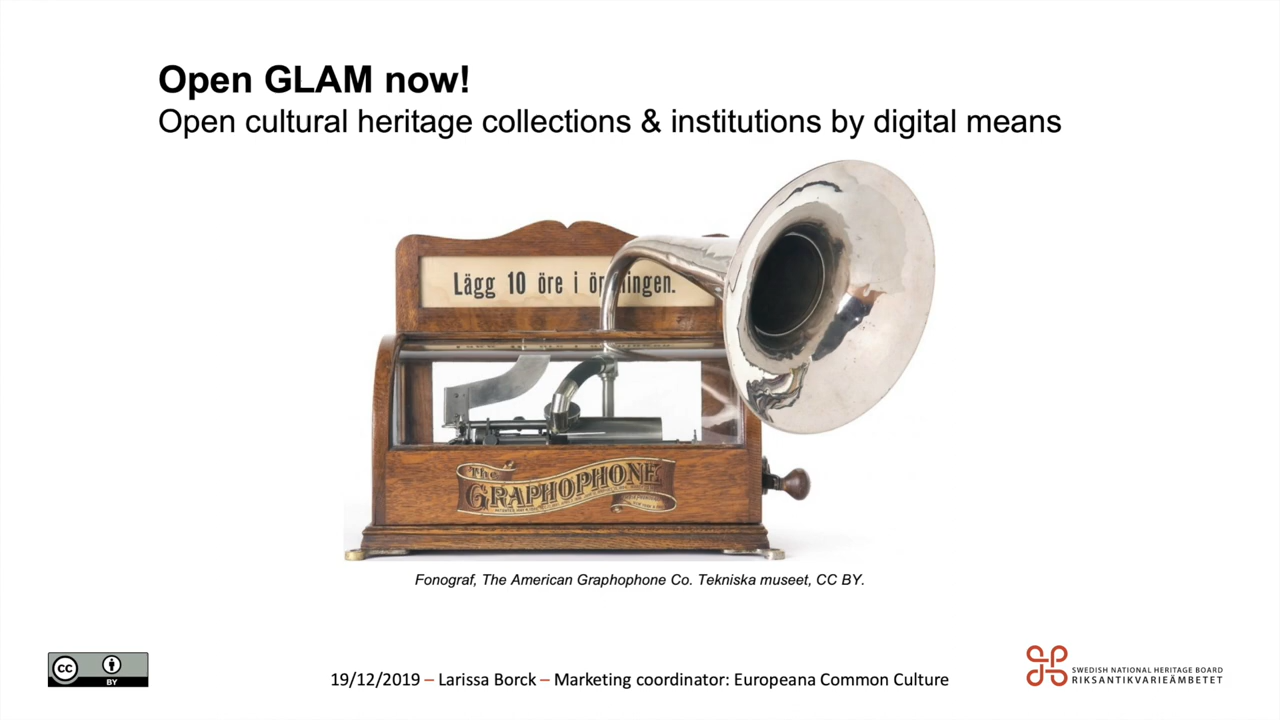 Open GLAM now!
Open cultural heritage collections & institutions by digital means
Lägg 10 öre i ningen.
The
GRAPHOPHONE
Fonograf, The American Graphophone Co. Tekniska museet, CC BY.
cc
BY
19/12/2019 – Larissa Borck – Marketing coordinator: Europeana Common Culture
SWEDISH NATIONAL HERITAGE BOARD
RIKSANTIKVARIEÄMBETET